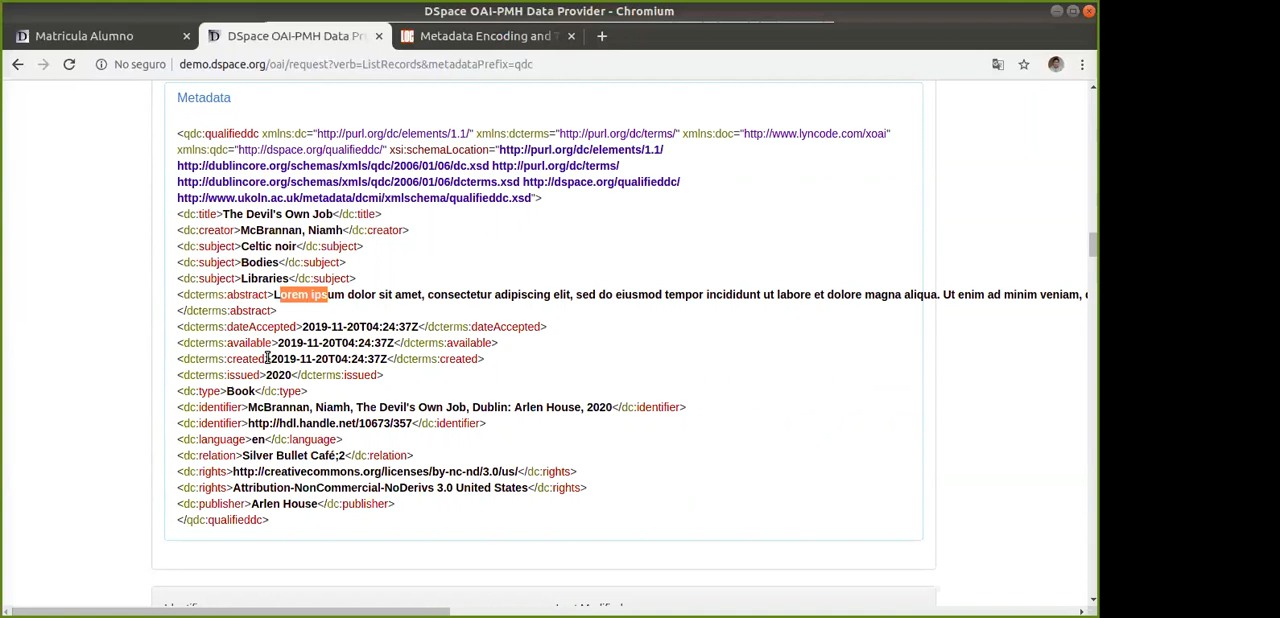 DSpace OAI-PMH Data Provider - Chromium
Matricula Alumno
DSpace OAI-PMH Data Pr
Metadata Encoding and T
No seguro
demo.dspace.org/oai/request?verb=ListRecords&metadataPrefix=qdc
Metadata
<qdc:qualifieddc xmlns:dc="http://purl.org/dc/elements/1.1/" xmlns:dcterms="http://purl.org/dc/terms/" xmlns:doc="http://www.lyncode.com/xoai"
xmlns:qdc="http://dspace.org/qualifieddc/" xsi:schemaLocation="http://purl.org/dc/elements/1.1/
http://dublincore.org/schemas/xmls/qdc/2006/01/06/dc.xsd http://purl.org/dc/terms/
http://dublincore.org/schemas/xmls/qdc/2006/01/06/dcterms.xsd http://dspace.org/qualifieddc/
http://www.ukoln.ac.uk/metadata/dcmi/xmlschema/qualifieddc.xsd">
<dc:title>The Devil's Own Job</dc:title>
<dc:creator>McBrannan, Niamh</dc:creator>
<dc:subject>Celtic noir</dc:subject>
<dc:subject>Bodies</dc:subject>
<dc:subject>Libraries</dc:subject>
<dcterms:abstract>Lorem ipsum dolor sit amet, consectetur adipiscing elit, sed do eiusmod tempor incididunt ut labore et dolore magna aliqua. Ut enim ad minim veniam,
</dcterms:abstract>
<dcterms:dateAccepted>2019-11-20T04:24:37Z</dcterms:dateAccepted>
<dcterms:available>2019-11-20T04:24:37Z</dcterms:available>
<dcterms:created>2019-11-20T04:24:37Z</dcterms:created>
<dcterms:issued>2020</dcterms:issued>
<dc:type>Book</dc:type>
<dc:identifier>McBrannan, Niamh, The Devil's Own Job, Dublin: Arlen House, 2020</dc:identifier>
<dc:identifier>http://hdl.handle.net/10673/357</dc:identifier>
<dc:language>en</dc:language>
<dc:relation>Silver Bullet Café;2</dc:relation>
<dc:rights>http://creativecommons.org/licenses/by-nc-nd/3.0/us/</dc:rights>
<dc:rights>Attribution-NonCommercial-NoDerivs 3.0 United States</dc:rights>
<dc:publisher>Arlen House</dc:publisher>
</qdc:qualifieddc>